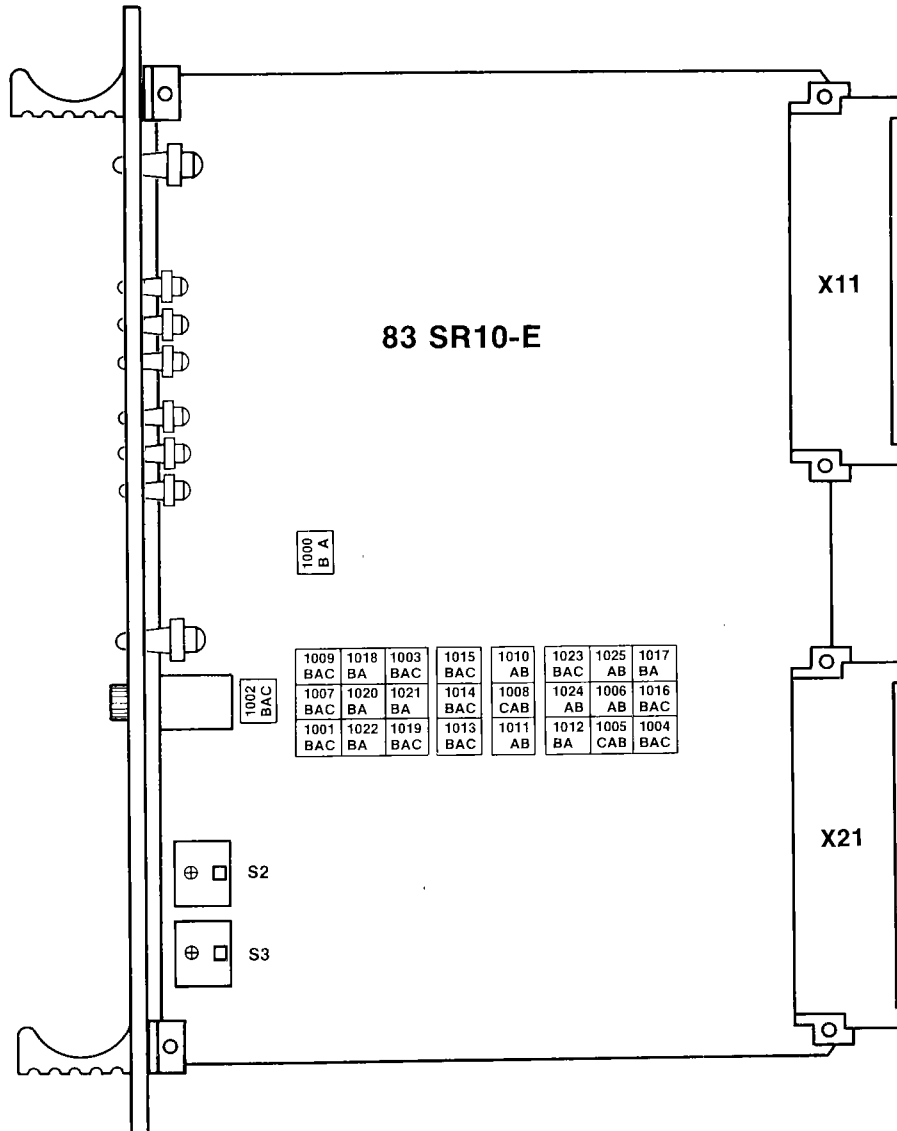 X11
83 SR10-E
1000
B A
1009 1018 1003 1015 1010 1023 1025 1017
BAC BA BAC BAC AB BAC AB BA
1002
BAC
1007 1020 1021 1014 1008 1024 1006 1016
BAC BA BA BAC CAB AB AB BAC
1001 1022 1019 1013 1011 1012 1005 1004
BAC BA BAC BAC AB BA CAB BAC
X21
S2
S3